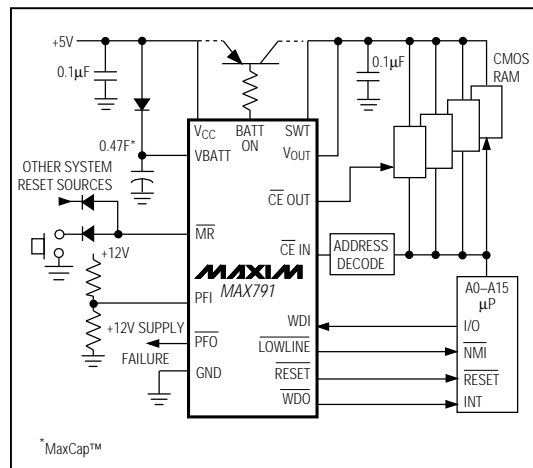 +5V
0.1μF
0.47F*
OTHER SYSTEM
RESET SOURCES
+12V
+12V SUPPLY
FAILURE
VCC
BATT
ON
SWT
VBATT
VOUT
CE OUT
MR
CE IN
MAXIM
MAX791
PFI
WDI
PFO
LOWLINE
GND
RESET
WDO
0.1μF
CMOS
RAM
ADDRESS
DECODE
A0–A15
μP
I/O
NMI
RESET
INT
*MaxCap™